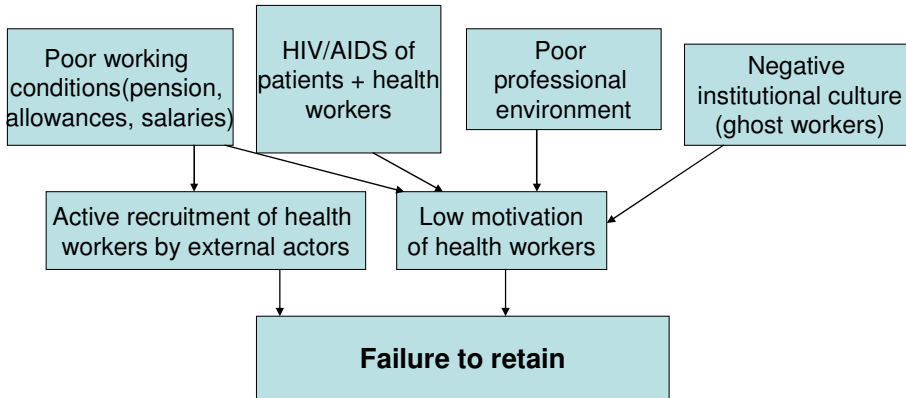 Poor working
conditions(pension,
allowances, salaries)
HIV/AIDS of
patients + health
workers
Poor
professional
environment
Negative
institutional culture
(ghost workers)
Active recruitment of health
workers by external actors
Low motivation
of health workers
Failure to retain